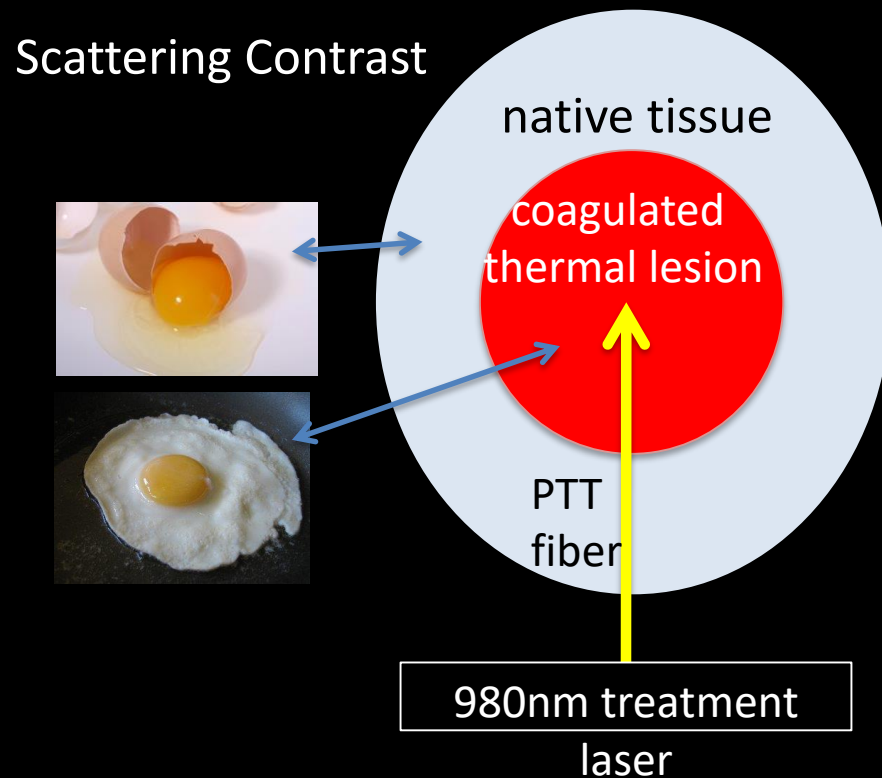 Scattering Contrast
native tissue
coagulated
thermal lesion
PTT
fiber
980nm treatment
laser